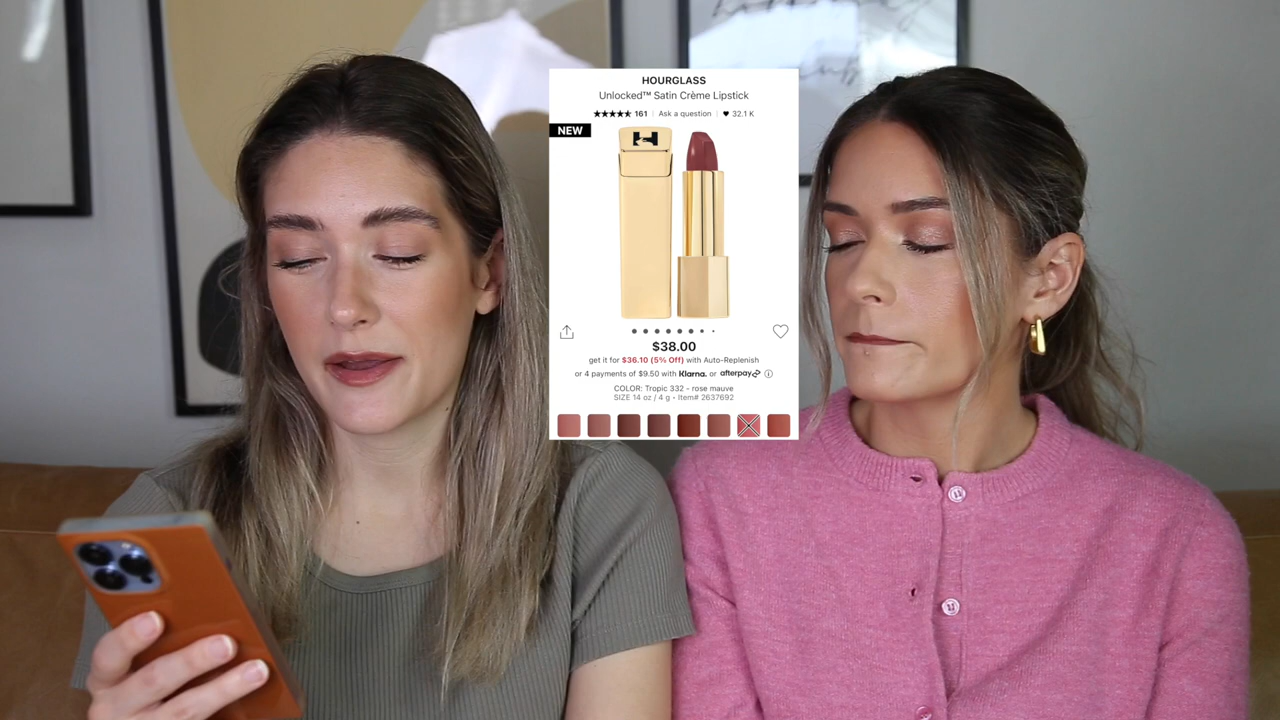 HOURGLASS
Unlocked™ Satin Crème Lipstick
★★★★★ 161 | Ask a question | ♥ 32.1 K
NEW
$38.00
get it for $36.10 (5% Off) with Auto-Replenish
or 4 payments of $9.50 with Klarna. or afterpay
COLOR: Tropic 332 - rose mauve
SIZE 14 oz / 4 g • Item# 2637692